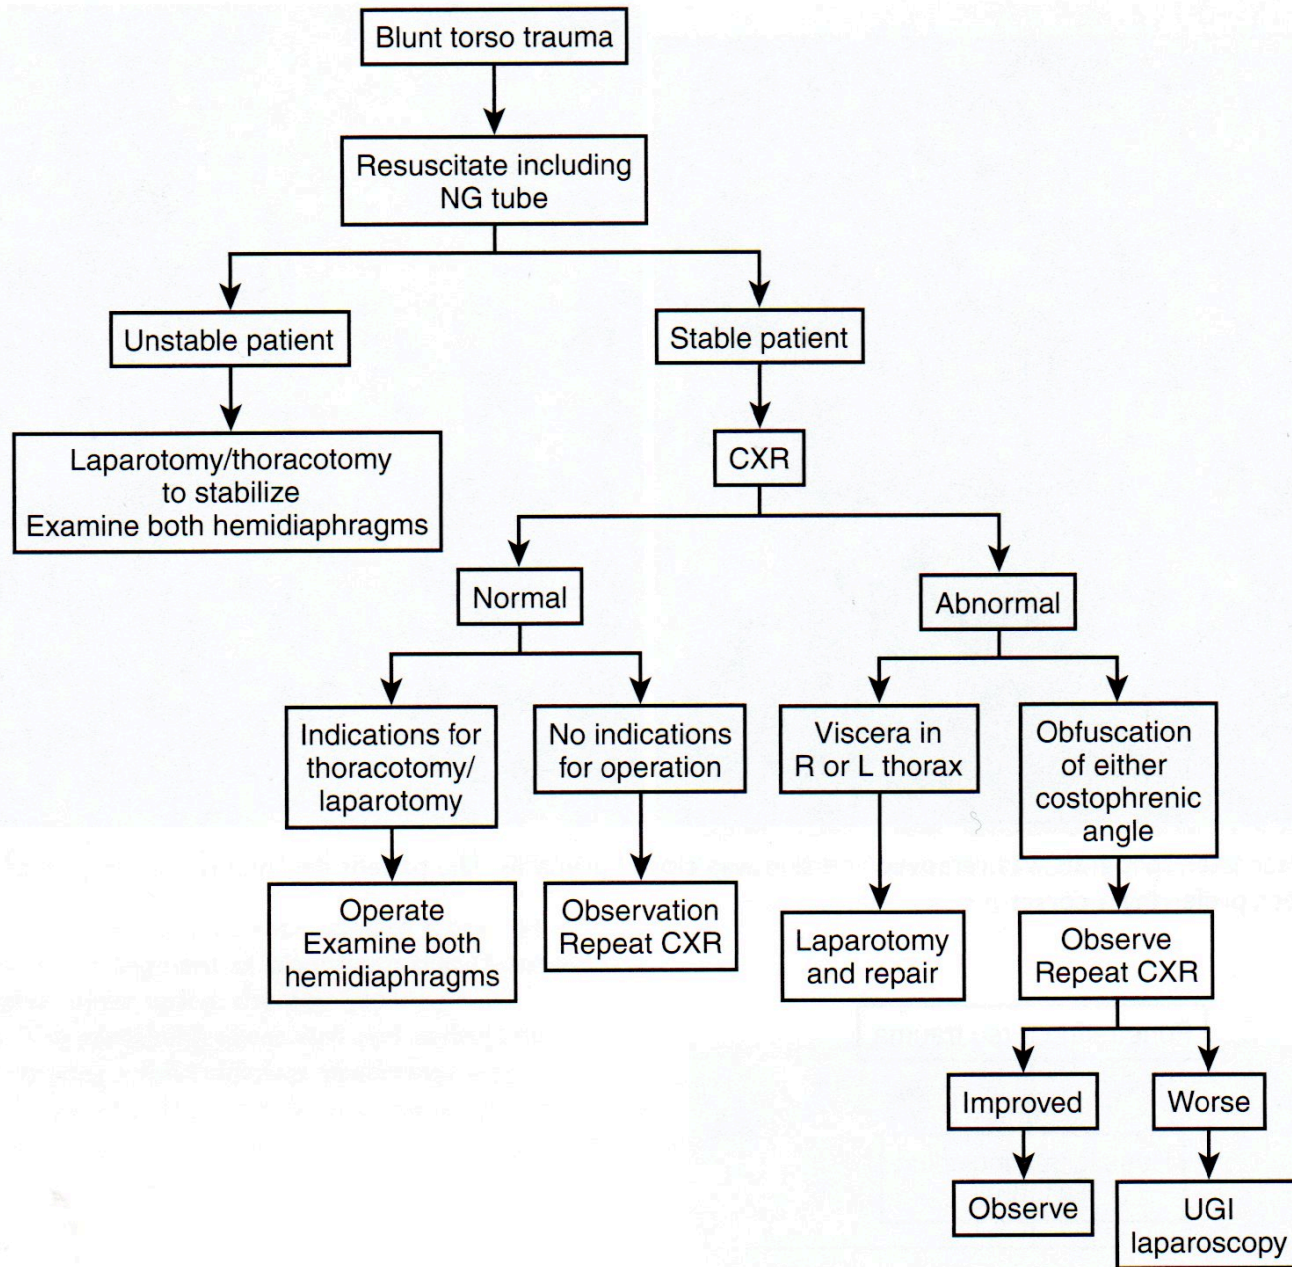 Blunt torso trauma
Resuscitate including
NG tube
Unstable patient
Stable patient
Laparotomy/thoracotomy
to stabilize
Examine both hemidiaphragms
CXR
Normal
Abnormal
Indications for
thoracotomy/
laparotomy
No indications
for operation
Viscera in
R or L thorax
Obfuscation
of either
costophrenic
angle
Operate
Examine both
hemidiaphragms
Observation
Repeat CXR
Laparotomy
and repair
Observe
Repeat CXR
Improved
Worse
Observe
UGI
laparoscopy